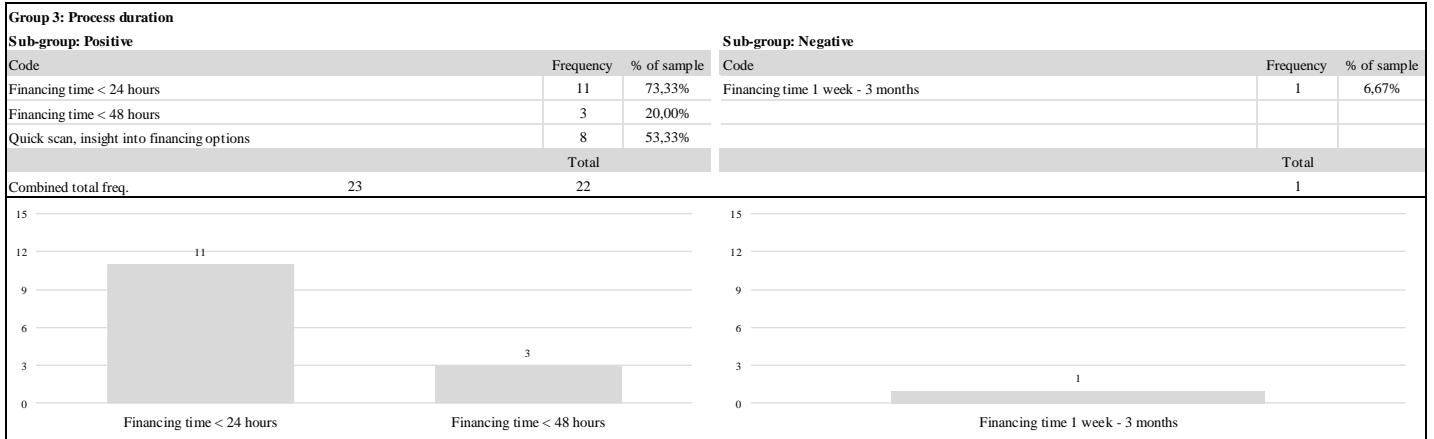 Group 3: Process duration
Sub-group: Positive Sub-group: Negative
Code Frequency % of sample Code Frequency % of sample
Financing time < 24 hours 11 73,33% Financing time 1 week - 3 months 1 6,67%
Financing time < 48 hours 3 20,00%
Quick scan, insight into financing options 8 53,33%
Total Total
Combined total freq. 23 22 1
15 15
12 11 12
9 9
6 6
3 3 3 1
0 0
Financing time < 24 hours Financing time < 48 hours Financing time 1 week - 3 months